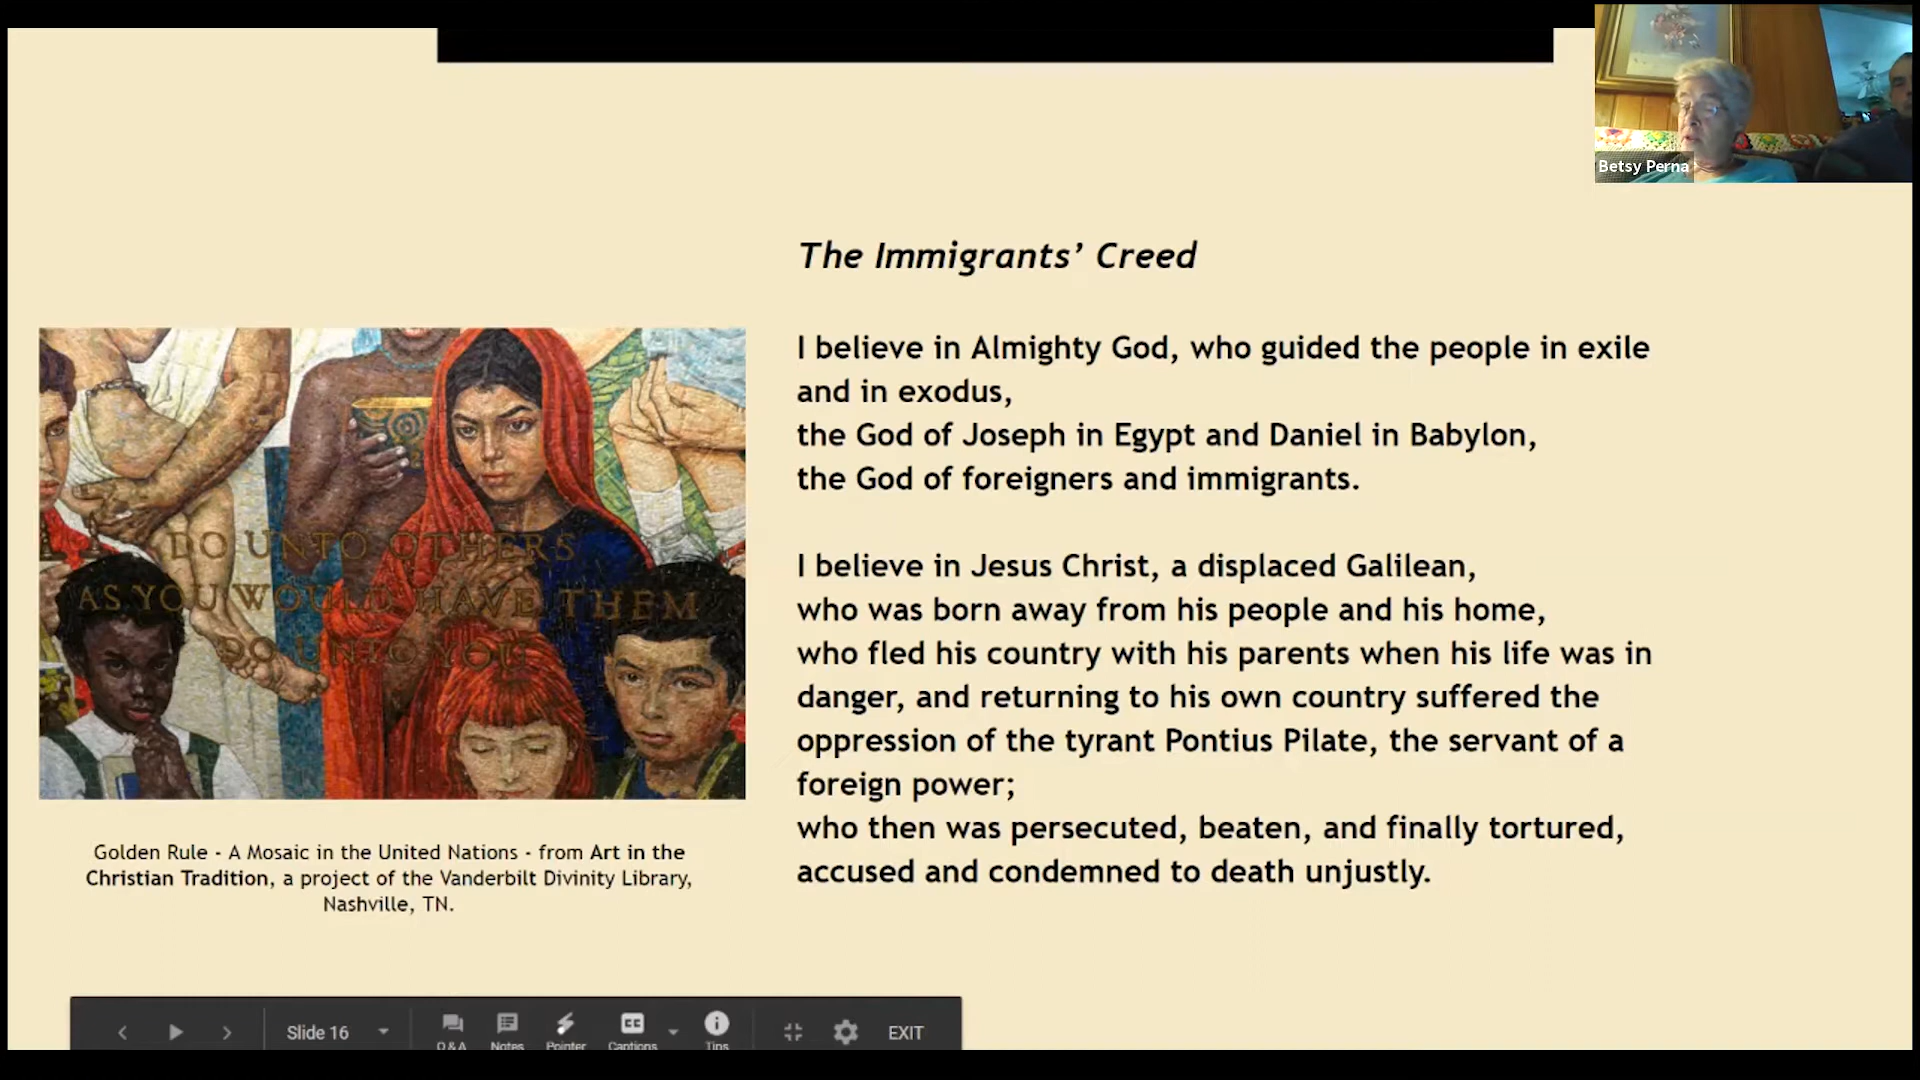 Betsy Perna
The Immigrants’ Creed
I believe in Almighty God, who guided the people in exile
and in exodus,
the God of Joseph in Egypt and Daniel in Babylon,
the God of foreigners and immigrants.
I believe in Jesus Christ, a displaced Galilean,
who was born away from his people and his home,
who fled his country with his parents when his life was in
danger, and returning to his own country suffered the
oppression of the tyrant Pontius Pilate, the servant of a
foreign power;
who then was persecuted, beaten, and finally tortured,
accused and condemned to death unjustly.
DO UNTO OTHERS
AS YOU WOULD HAVE THEM
DO UNTO YOU
Golden Rule - A Mosaic in the United Nations - from Art in the
Christian Tradition, a project of the Vanderbilt Divinity Library,
Nashville, TN.
Slide 16
Q&A
Notes
Pointer
CC
Captions
Tips
EXIT